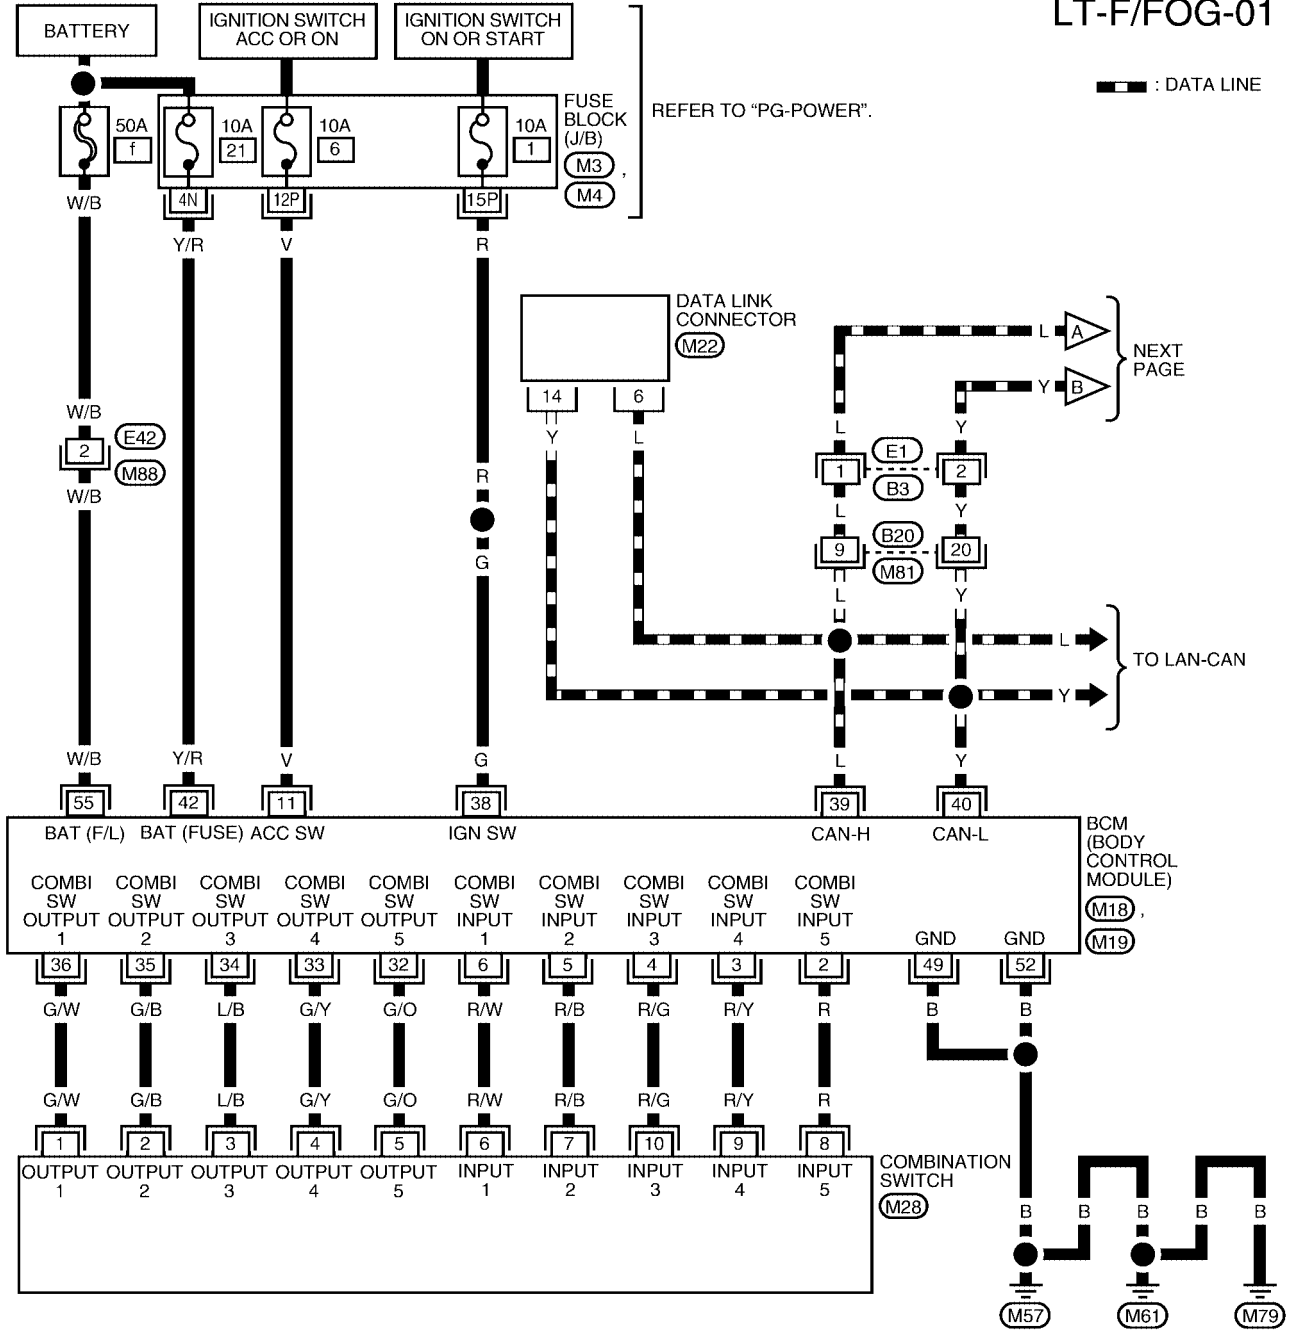 LT-F/FOG-01
BATTERY
IGNITION SWITCH
ACC OR ON
IGNITION SWITCH
ON OR START
: DATA LINE
50A
f
10A
21
10A
6
10A
1
FUSE
BLOCK
(J/B)
M3 ,
M4
REFER TO “PG-POWER”.
4N
12P
15P
W/B
Y/R
V
R
DATA LINK
CONNECTOR
M22
14
6
Y
L
L
A
Y
B
NEXT
PAGE
W/B
2
E42
M88
W/B
L
Y
1
E1
2
B3
L
Y
R
G
9
B20
20
M81
L
Y
L
Y
TO LAN-CAN
W/B
Y/R
V
G
L
Y
55
42
11
38
39
40
BAT (F/L)
BAT (FUSE)
ACC SW
IGN SW
CAN-H
CAN-L
BCM
(BODY
CONTROL
MODULE)
M18 ,
M19
COMBI
SW
OUTPUT
1
COMBI
SW
OUTPUT
2
COMBI
SW
OUTPUT
3
COMBI
SW
OUTPUT
4
COMBI
SW
OUTPUT
5
COMBI
SW
INPUT
1
COMBI
SW
INPUT
2
COMBI
SW
INPUT
3
COMBI
SW
INPUT
4
COMBI
SW
INPUT
5
GND
GND
36
35
34
33
32
6
5
4
3
2
49
52
G/W
G/B
L/B
G/Y
G/O
R/W
R/B
R/G
R/Y
R
B
B
G/W
G/B
L/B
G/Y
G/O
R/W
R/B
R/G
R/Y
R
1
2
3
4
5
6
7
10
9
8
OUTPUT
1
OUTPUT
2
OUTPUT
3
OUTPUT
4
OUTPUT
5
INPUT
1
INPUT
2
INPUT
3
INPUT
4
INPUT
5
COMBINATION
SWITCH
M28
B
B
B
B
B
M57
M61
M79